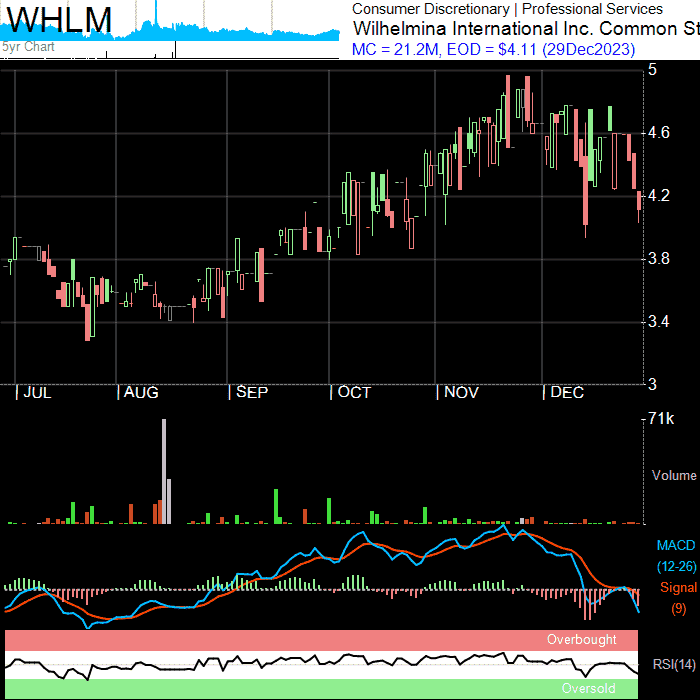 WHLM
5yr Chart
Consumer Discretionary | Professional Services
Wilhelmina International Inc. Common St
MC = 21.2M, EOD = $4.11 (29Dec2023)
5
4.6
4.2
3.8
3.4
3
| JUL | AUG | SEP | OCT | NOV | DEC
71k
Volume
MACD
(12-26)
Signal
(9)
Overbought
RSI(14)
Oversold